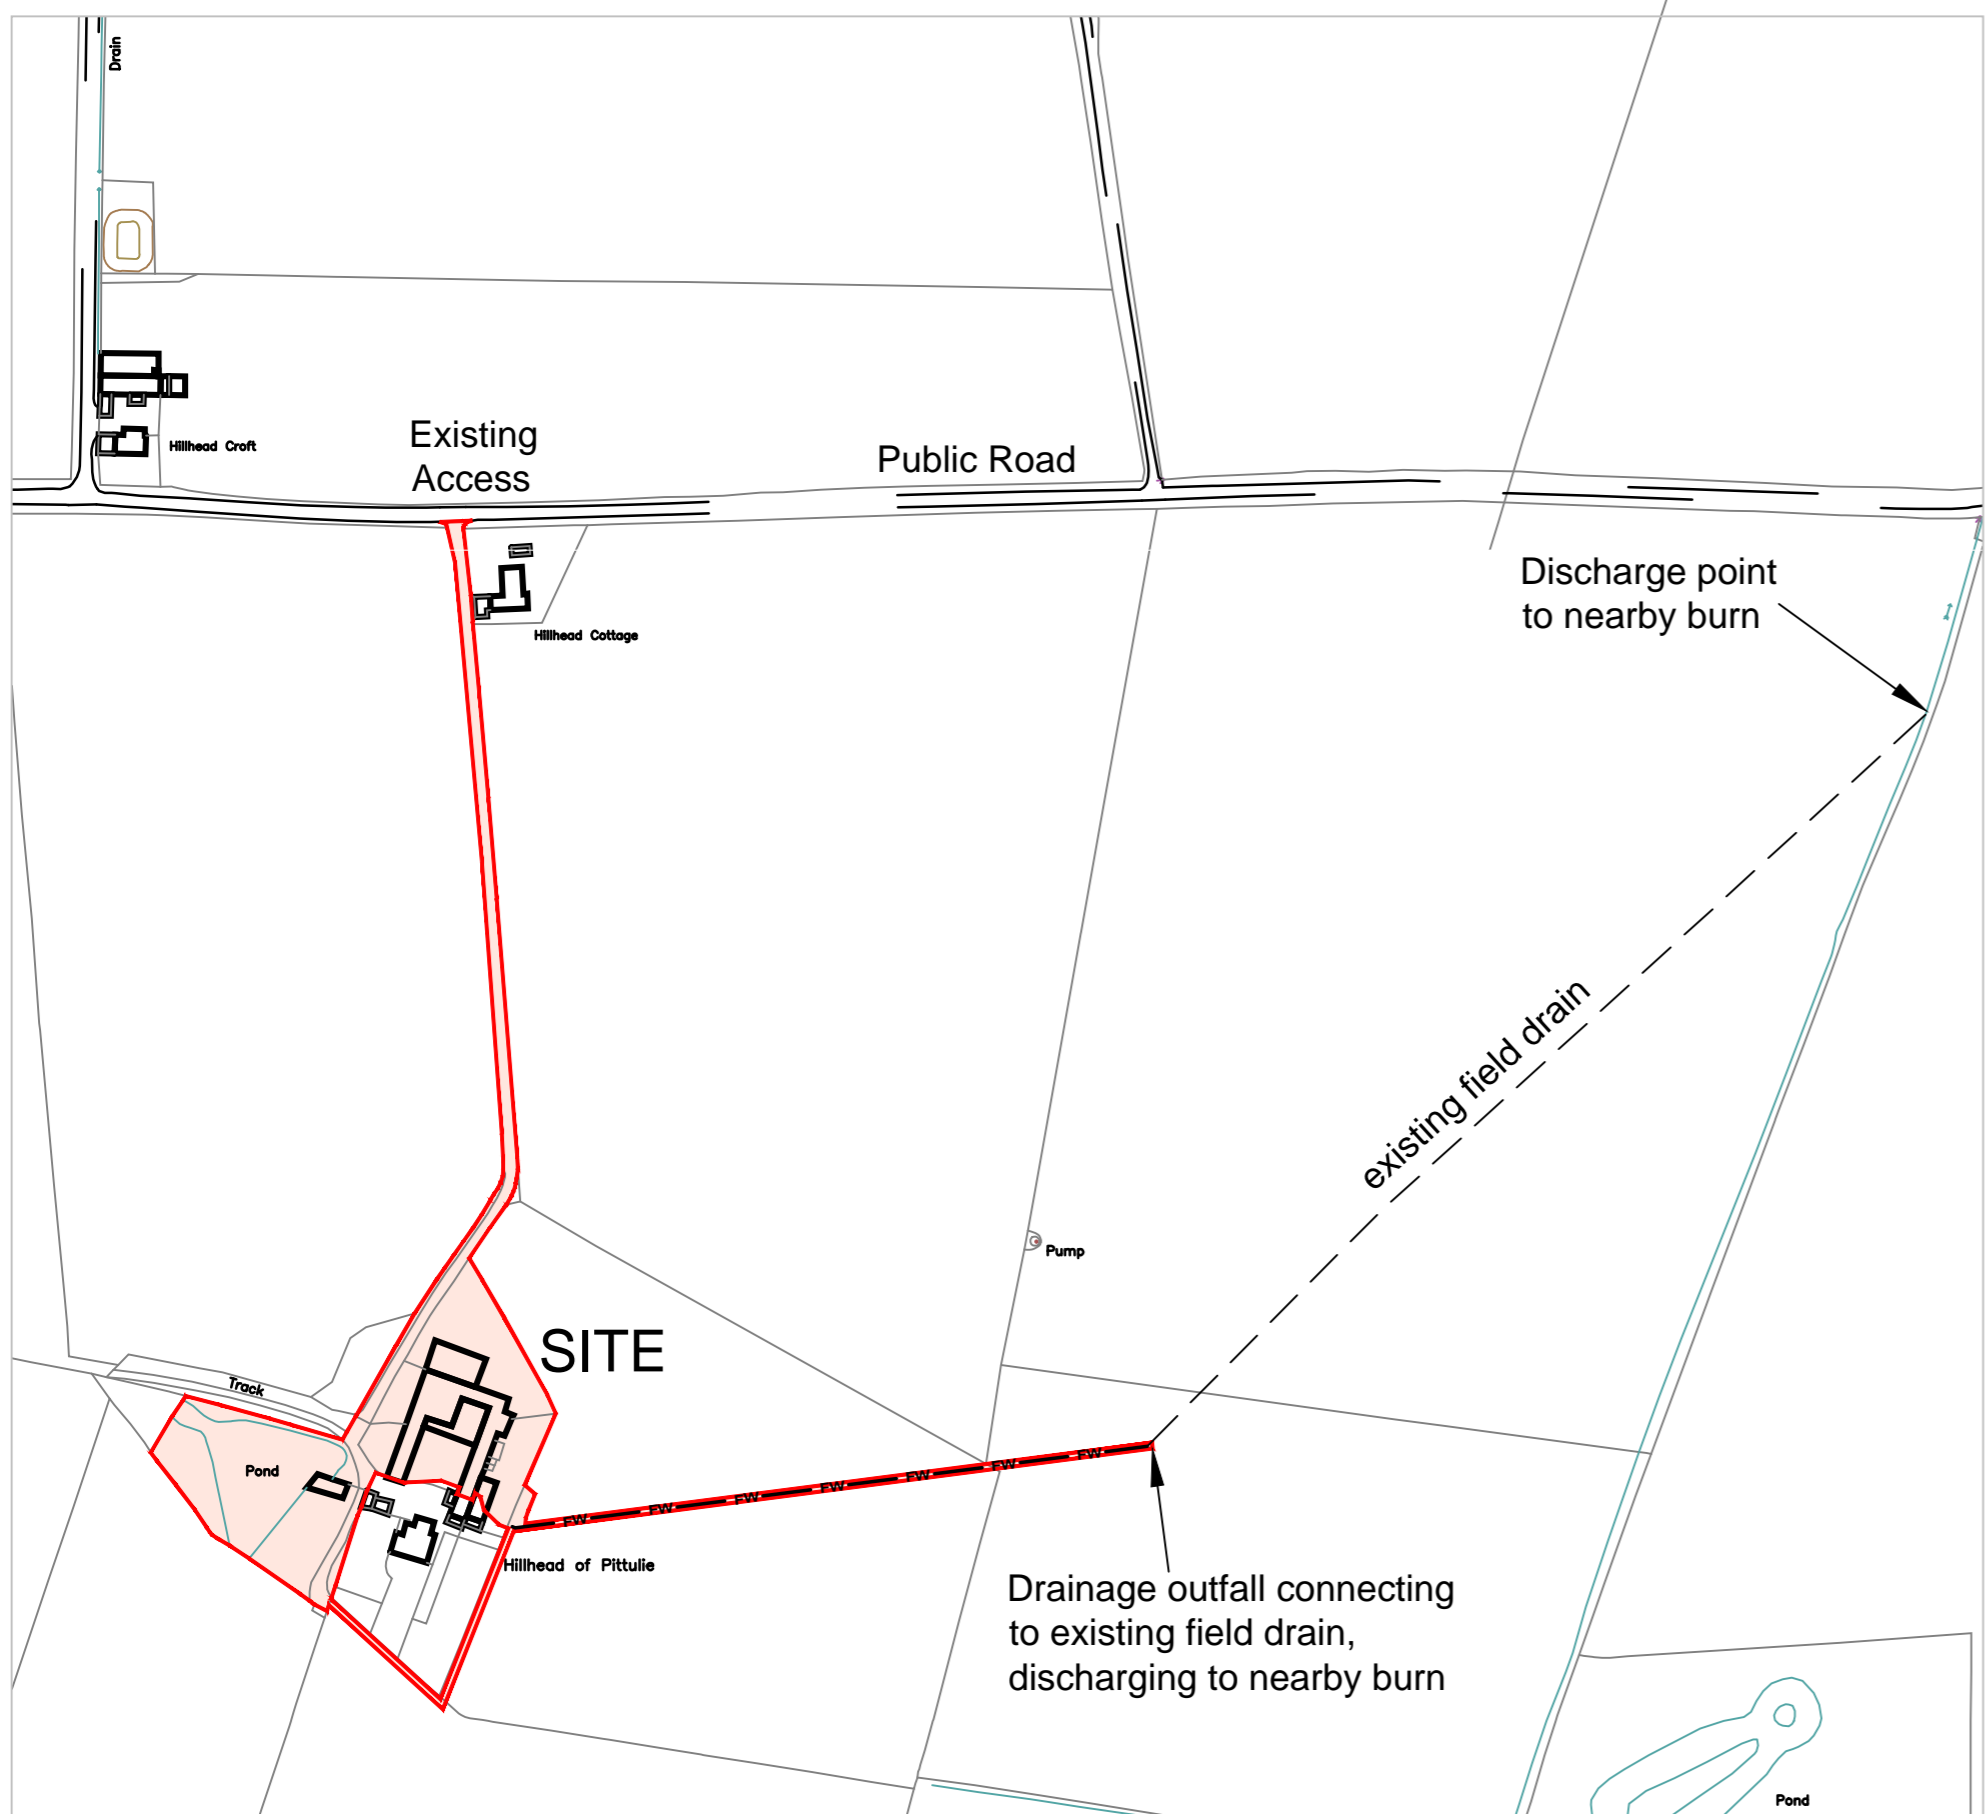 Drain
Hillhead Croft
Existing
Access
Public Road
Hillhead Cottage
Discharge point
to nearby burn
existing field drain
Pump
SITE
Track
Pond
FW FW FW FW FW FW FW
Hillhead of Pittulie
Drainage outfall connecting
to existing field drain,
discharging to nearby burn
Pond